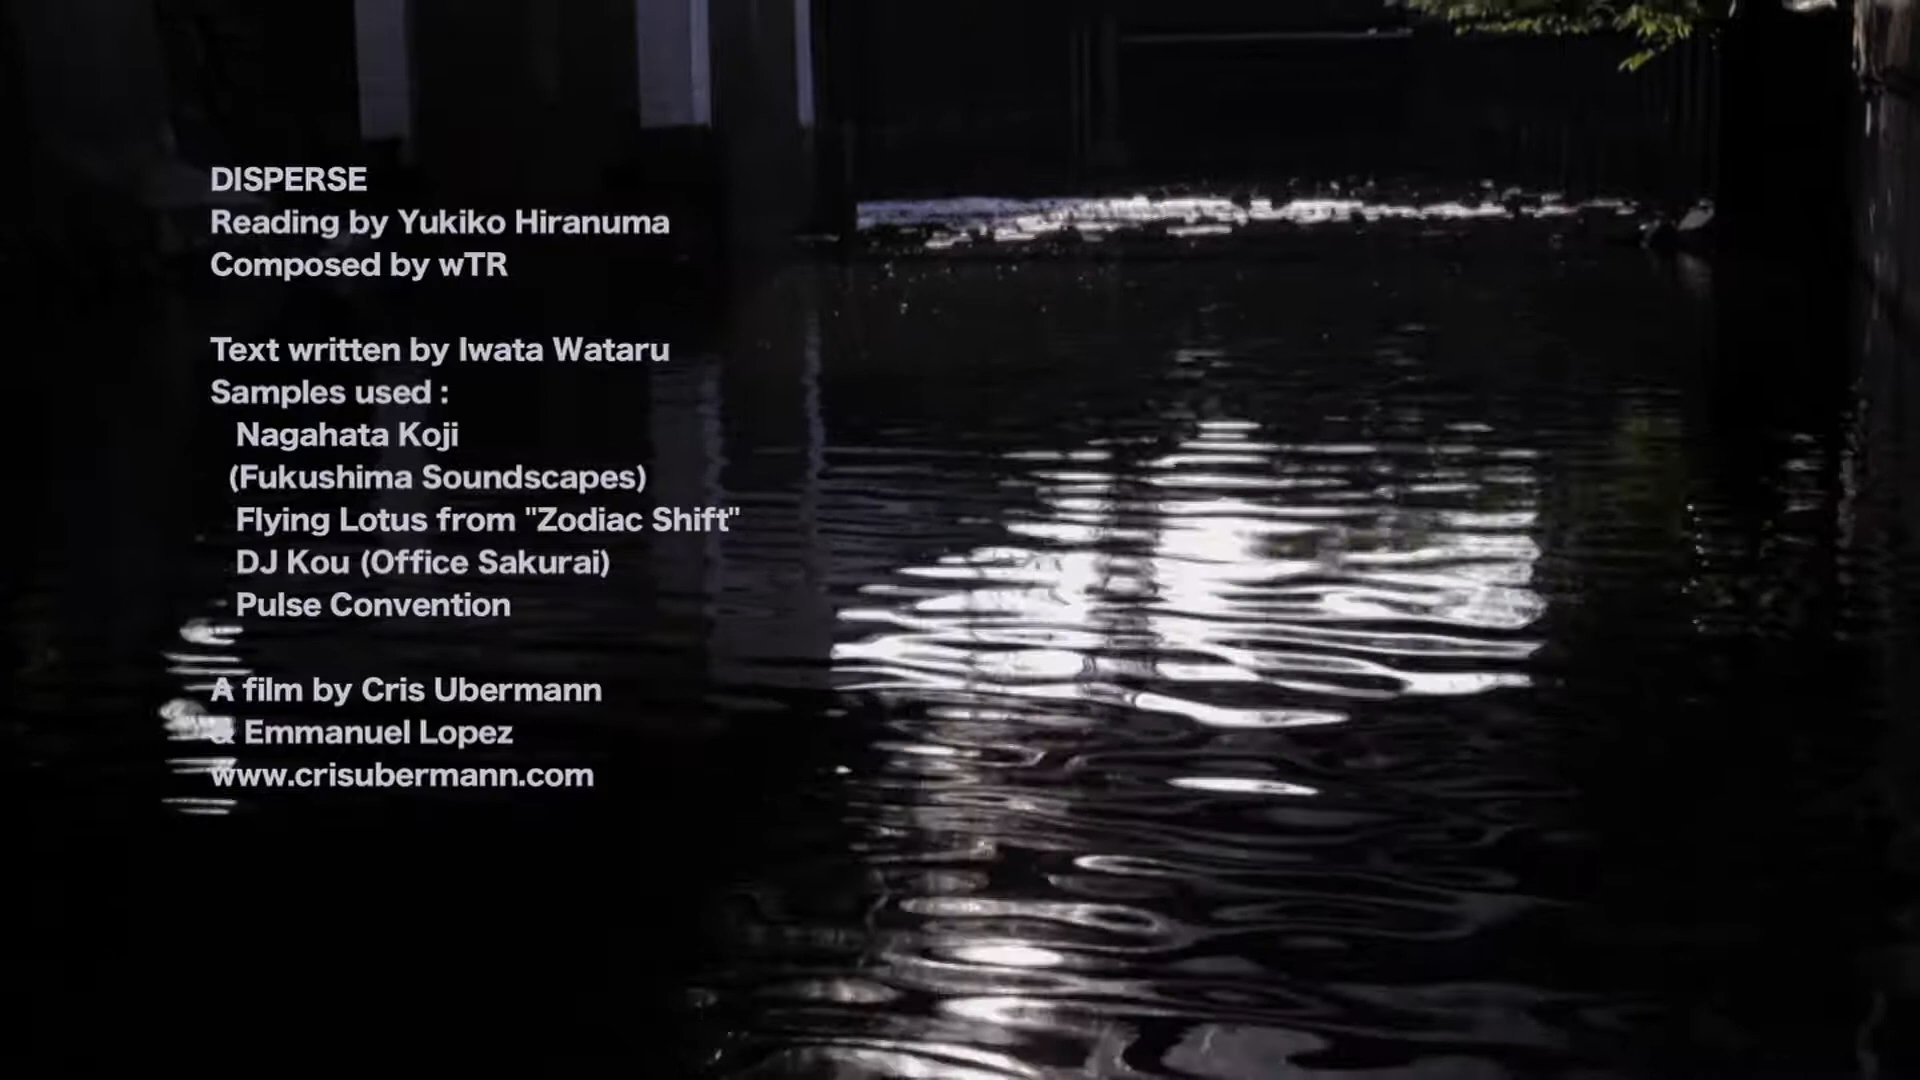 DISPERSE
Reading by Yukiko Hiranuma
Composed by wTR
Text written by Iwata Wataru
Samples used :
Nagahata Koji
(Fukushima Soundscapes)
Flying Lotus from "Zodiac Shift"
DJ Kou (Office Sakurai)
Pulse Convention
A film by Cris Ubermann
& Emmanuel Lopez
www.crisubermann.com